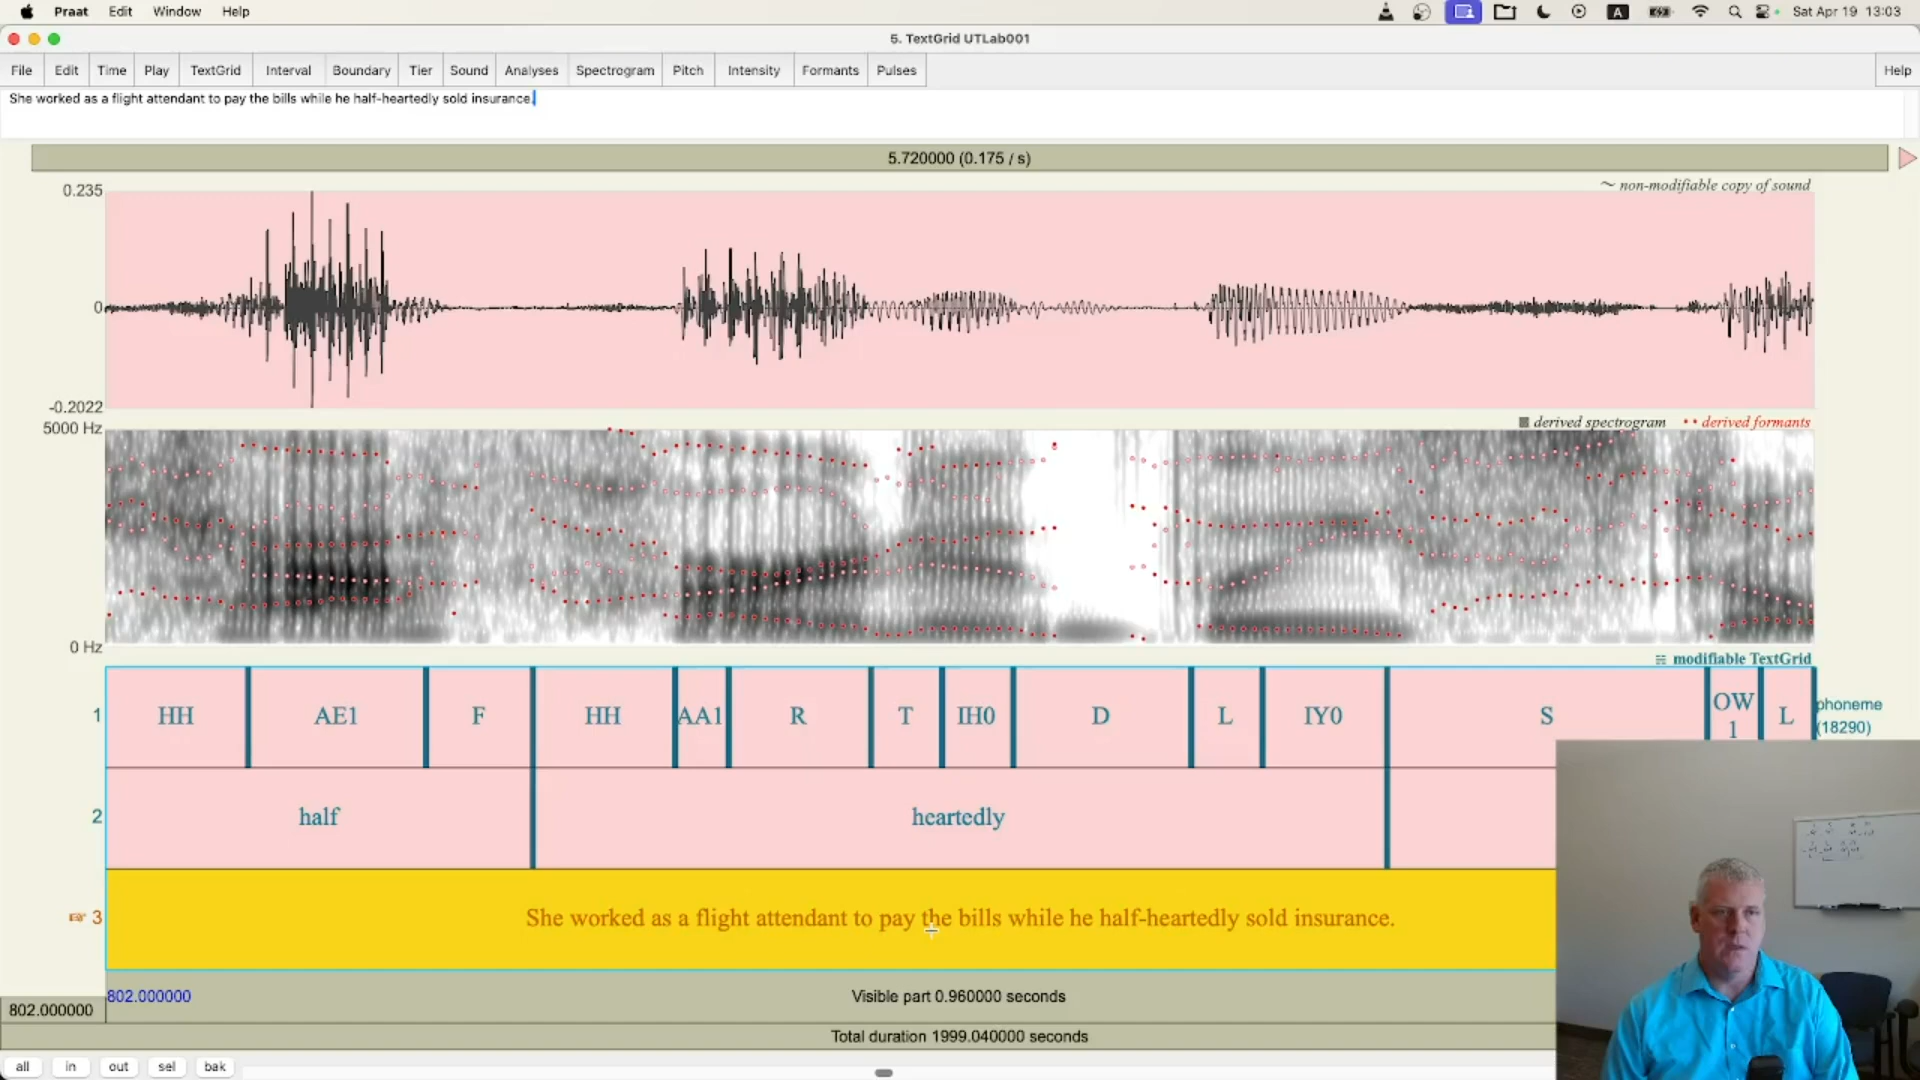 Praat Edit Window Help
A Sat Apr 19 13:03
5. TextGrid UTLab001
File Edit Time Play TextGrid Interval Boundary Tier Sound Analyses Spectrogram Pitch Intensity Formants Pulses Help
She worked as a flight attendant to pay the bills while he half-heartedly sold insurance.
5.720000 (0.175 / s)
0.235
~ non-modifiable copy of sound
0
-0.2022
5000 Hz
derived spectrogram derived formants
0 Hz
modifiable TextGrid
1 HH AE1 F HH AA1 R T IH0 D L IY0 S OW1 L phoneme
(18290)
2 half heartedly
3 She worked as a flight attendant to pay the bills while he half-heartedly sold insurance.
802.000000 Visible part 0.960000 seconds
802.000000
Total duration 1999.040000 seconds
all in out sel bak